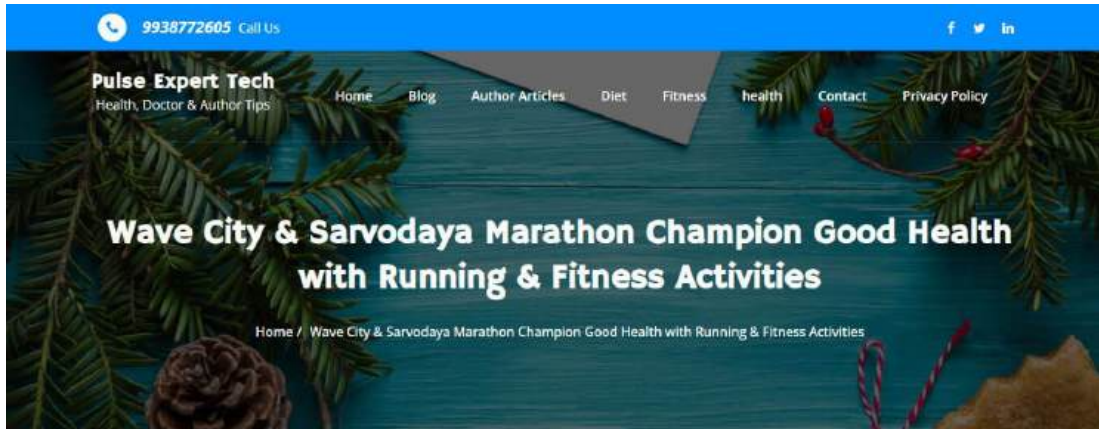 9938772605 Call Us
f in
Pulse Expert Tech
Health, Doctor & Author Tips
Home Blog Author Articles Diet Fitness health Contact Privacy Policy
Wave City & Sarvodaya Marathon Champion Good Health
with Running & Fitness Activities
Home / Wave City & Sarvodaya Marathon Champion Good Health with Running & Fitness Activities